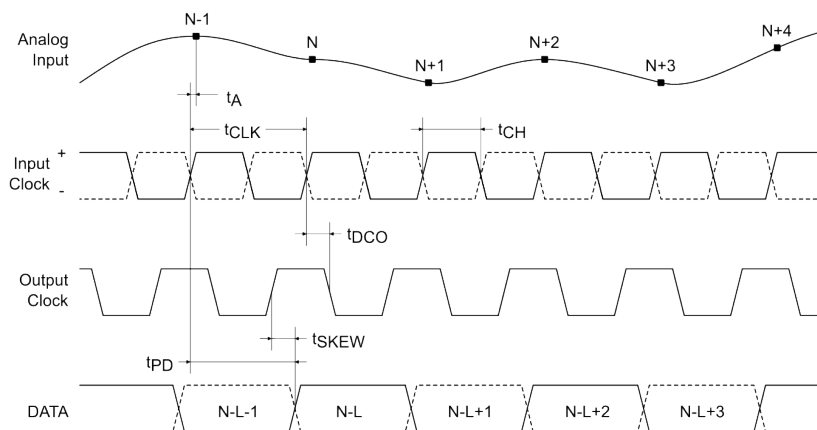 N-1
N
N+1
N+2
N+3
N+4
Analog
Input
tA
tCLK
tCH
Input
Clock
+
-
tDCO
Output
Clock
tSKEW
tPD
DATA
N-L-1
N-L
N-L+1
N-L+2
N-L+3